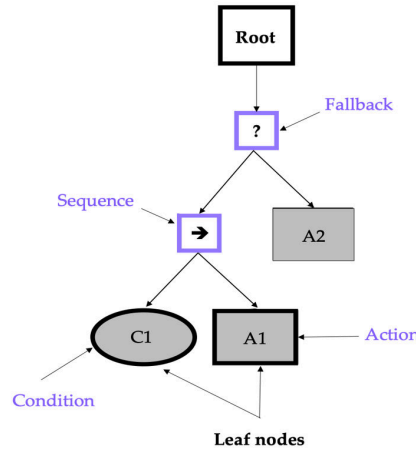 Root
Fallback
?
Sequence
➔
A2
C1
A1
Action
Condition
Leaf nodes